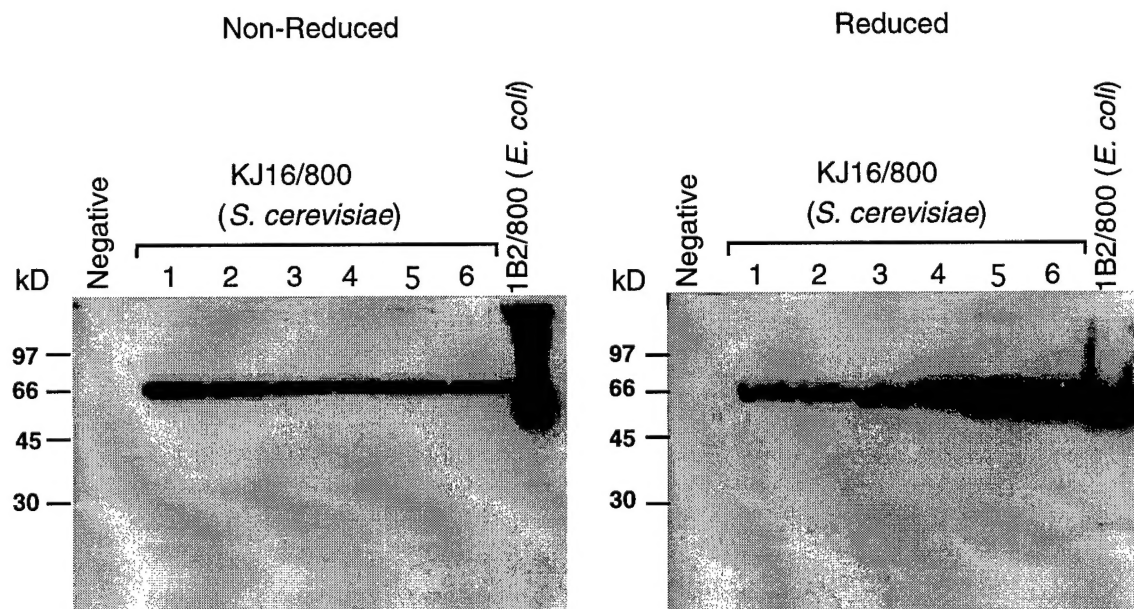 Non-Reduced
Negative
KJ16/800
(S. cerevisiae)
1B2/800 (E. coli)
kD
1 2 3 4 5 6
97
66
45
30
Reduced
Negative
KJ16/800
(S. cerevisiae)
1B2/800 (E. coli)
kD
1 2 3 4 5 6
97
66
45
30